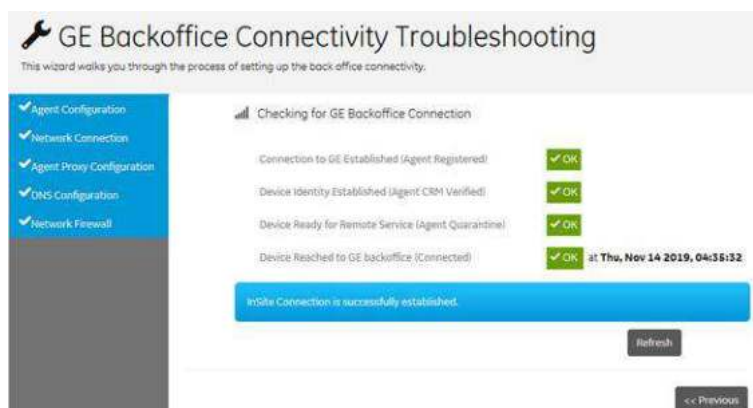 GE Backoffice Connectivity Troubleshooting
This wizard walks you through the process of setting up the back office connectivity.
Agent Configuration
Network Connection
Agent Proxy Configuration
DNS Configuration
Network Firewall
Checking for GE Backoffice Connection
Connection to GE Established (Agent Registered) OK
Device Identity Established (Agent CRM Verified) OK
Device Ready for Remote Service (Agent Quarantine) OK
Device Reached to GE backoffice (Connected) OK at Thu, Nov 14 2019, 04:35:32
InSite Connection is successfully established.
Refresh
<< Previous